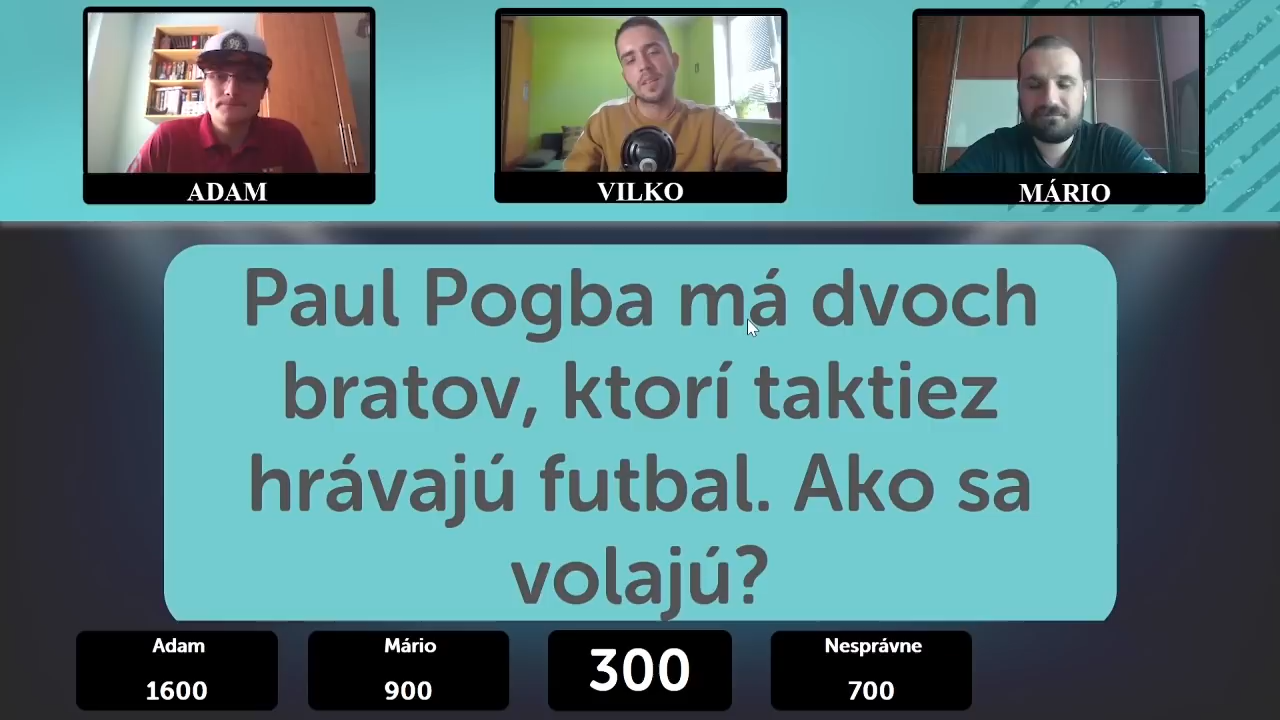 ADAM
VILKO
MÁRIO
Paul Pogba má dvoch
bratov, ktorí taktiez
hrávajú futbal. Ako sa
volajú?
Adam
1600
Mário
900
300
Nesprávne
700